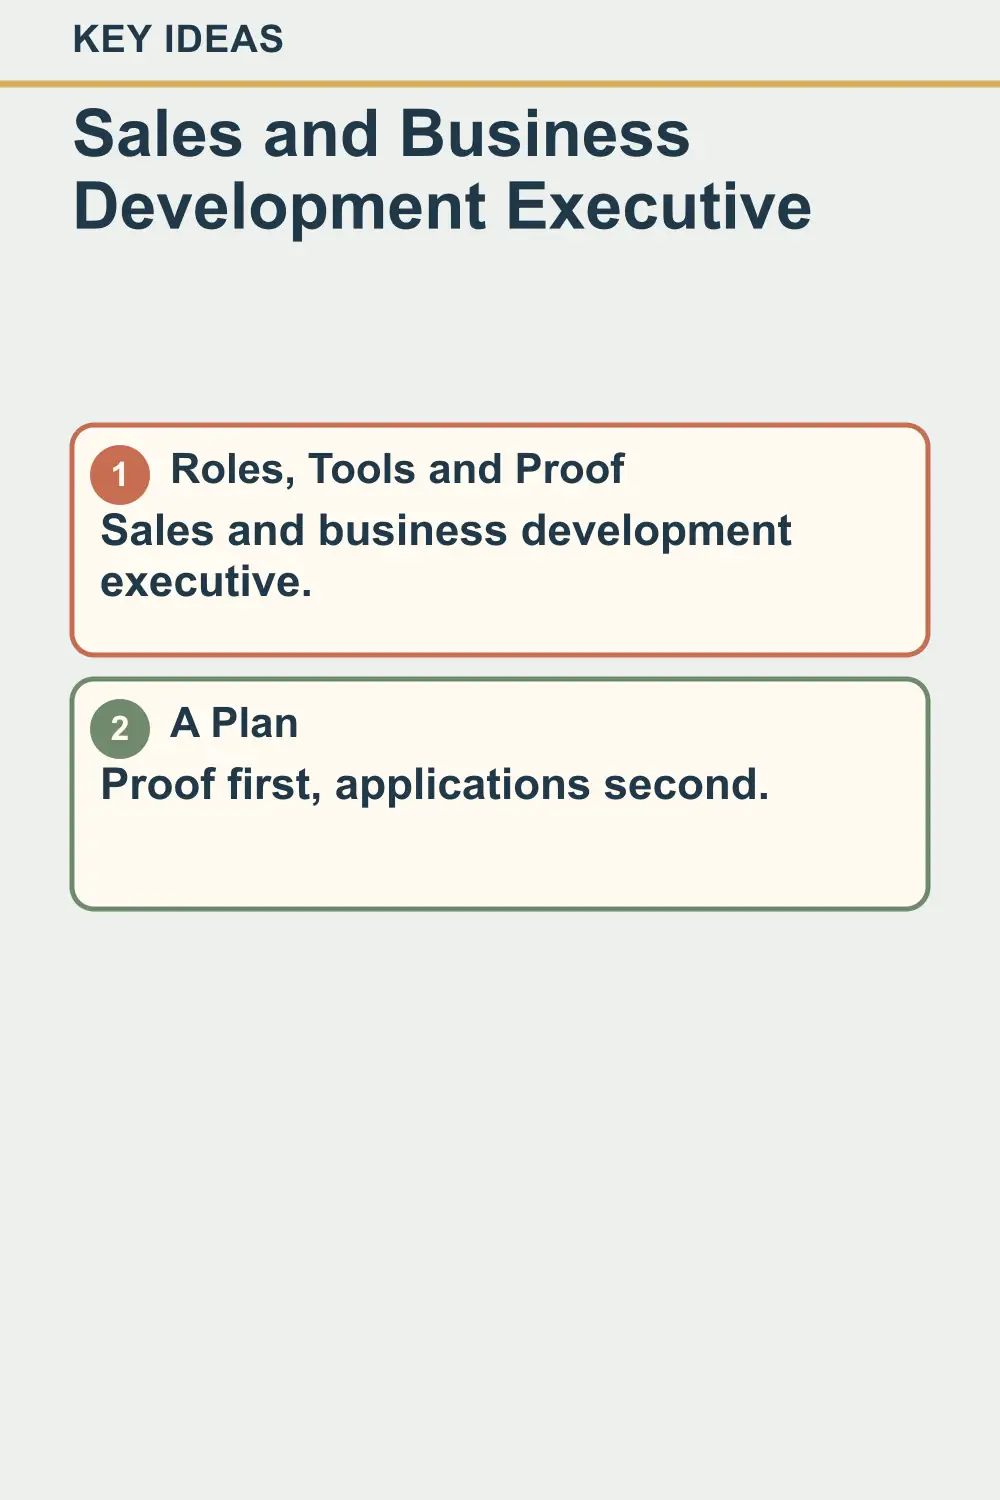 KEY IDEAS
Sales and Business
Development Executive
1 Roles, Tools and Proof
Sales and business development
executive.
2 A Plan
Proof first, applications second.